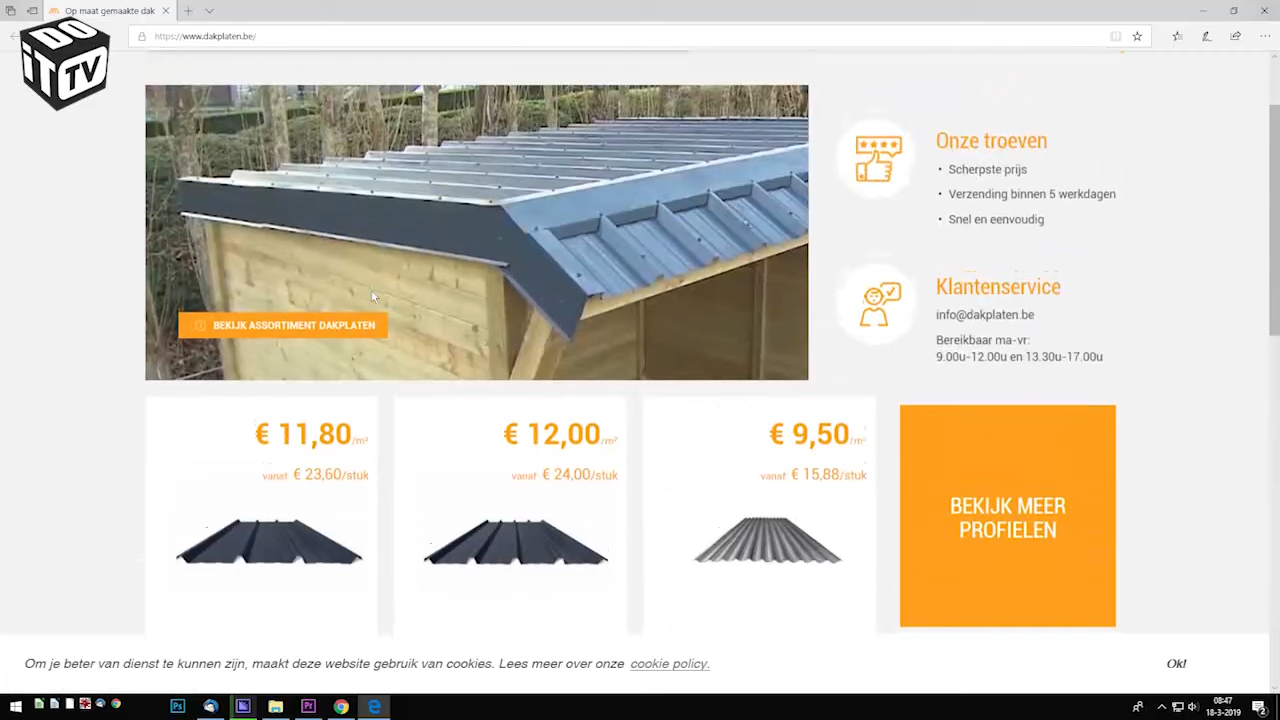 Op maat gemaakte dak
https://www.dakplaten.be/
DO
iT TV
Onze troeven
• Scherpste prijs
• Verzending binnen 5 werkdagen
• Snel en eenvoudig
Klantenservice
info@dakplaten.be
Bereikbaar ma-vr:
9.00u-12.00u en 13.30u-17.00u
BEKIJK ASSORTIMENT DAKPLATEN
€ 11,80/m²
vanaf € 23,60/stuk
€ 12,00/m²
vanaf € 24,00/stuk
€ 9,50/m²
vanaf € 15,88/stuk
BEKIJK MEER
PROFIELEN
Om je beter van dienst te kunnen zijn, maakt deze website gebruik van cookies. Lees meer over onze cookie policy.
Ok!
Ps
Pr
08:47
18-3-2019